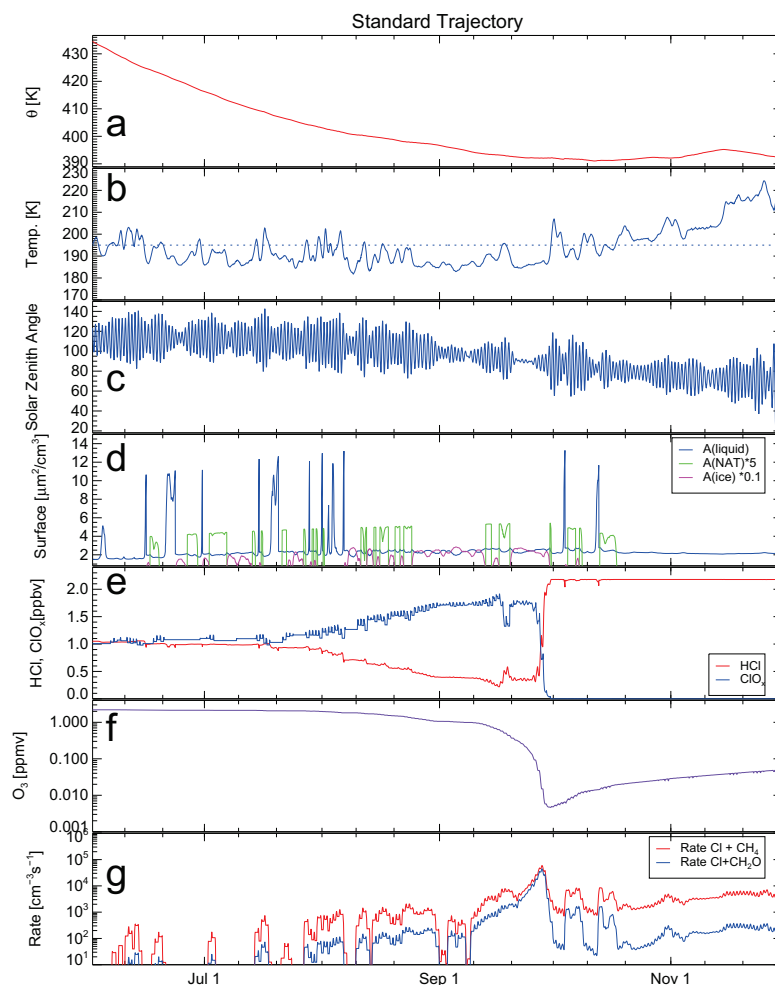 Standard Trajectory
a
θ [K]
430
420
410
400
390
b
Temp. [K]
230
220
210
200
190
180
170
c
Solar Zenith Angle
140
120
100
80
60
40
20
d
Surface [μm²/cm³]
14
12
10
8
6
4
2
A(liquid)
A(NAT)*5
A(ice) *0.1
e
HCl, ClOₓ[ppbv]
2.0
1.5
1.0
0.5
0.0
HCl
ClOₓ
f
O₃ [ppmv]
1.000
0.100
0.010
0.001
g
Rate [cm⁻³s⁻¹]
10⁶
10⁵
10⁴
10³
10²
10¹
Rate Cl + CH₄
Rate Cl+CH₂O
Jul 1
Sep 1
Nov 1